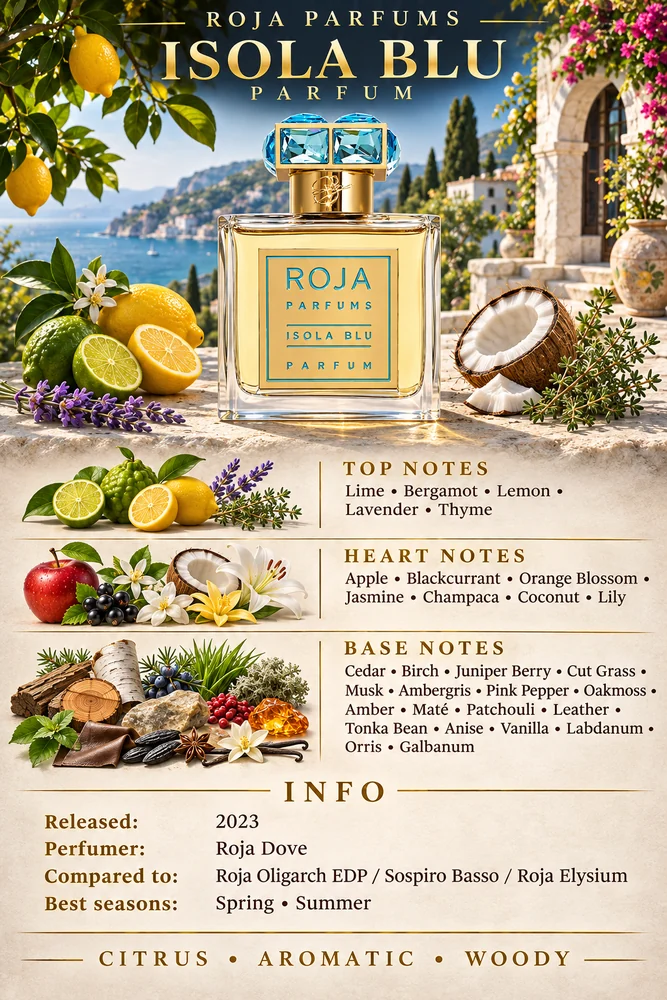 ROJA PARFUMS
ISOLA BLU
PARFUM
ROJA
PARFUMS
ISOLA BLU
PARFUM
TOP NOTES
Lime • Bergamot • Lemon •
Lavender • Thyme
HEART NOTES
Apple • Blackcurrant • Orange Blossom •
Jasmine • Champaca • Coconut • Lily
BASE NOTES
Cedar • Birch • Juniper Berry • Cut Grass •
Musk • Ambergris • Pink Pepper • Oakmoss •
Amber • Maté • Patchouli • Leather •
Tonka Bean • Anise • Vanilla • Labdanum •
Orris • Galbanum
INFO
Released: 2023
Perfumer: Roja Dove
Compared to: Roja Oligarch EDP / Sospiro Basso / Roja Elysium
Best seasons: Spring • Summer
CITRUS • AROMATIC • WOODY